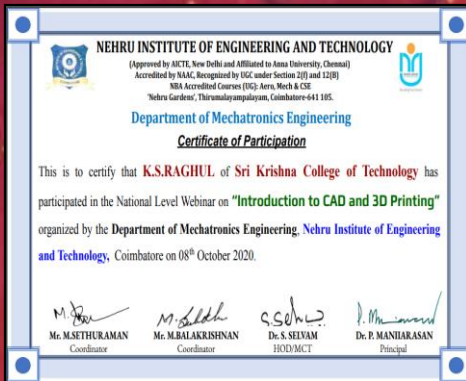 NEHRU INSTITUTE OF ENGINEERING AND TECHNOLOGY
(Approved by AICTE, New Delhi and Affiliated to Anna University, Chennai)
Accredited by NAAC, Recognized by UGC under Section 2(f) and 12(B)
NBA Accredited Courses (UG): Aero, Mech & CSE
'Nehru Gardens', Thirumalayampalayam, Coimbatore-641 105.
Department of Mechatronics Engineering
Certificate of Participation
This is to certify that K.S.RAGHUL of Sri Krishna College of Technology has
participated in the National Level Webinar on "Introduction to CAD and 3D Printing"
organized by the Department of Mechatronics Engineering, Nehru Institute of Engineering
and Technology, Coimbatore on 08th October 2020.
Mr. M.SETHURAMAN Mr. M.BALAKRISHNAN Dr. S. SELVAM Dr. P. MANIIARASAN
Coordinator Coordinator HOD/MCT Principal